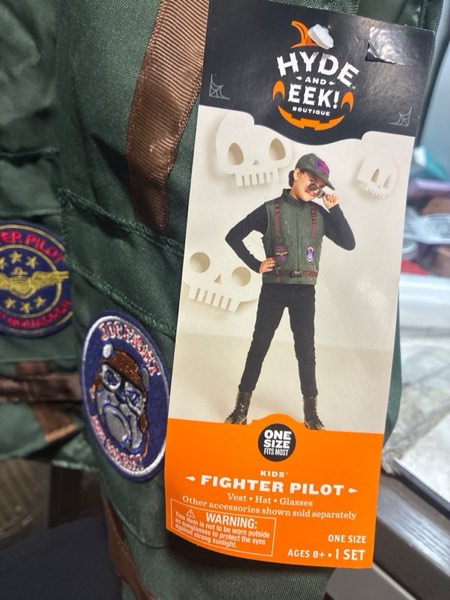 HYDE
AND
EEK!
BOUTIQUE
ER PILOT
ONE
SIZE
FITS MOST
KIDS'
FIGHTER PILOT
Vest • Hat • Glasses
Other accessories shown sold separately
WARNING:
This item is not to be worn outside
as sunglasses to protect the eyes
against strong sunlight.
ONE SIZE
AGES 8+ • 1 SET